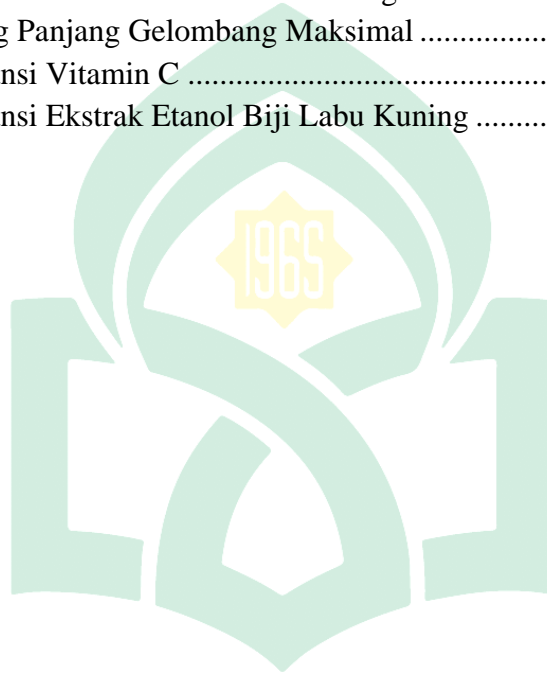 g Panjang Gelombang Maksimal ................
nsi Vitamin C .........................................
nsi Ekstrak Etanol Biji Labu Kuning .........
1965